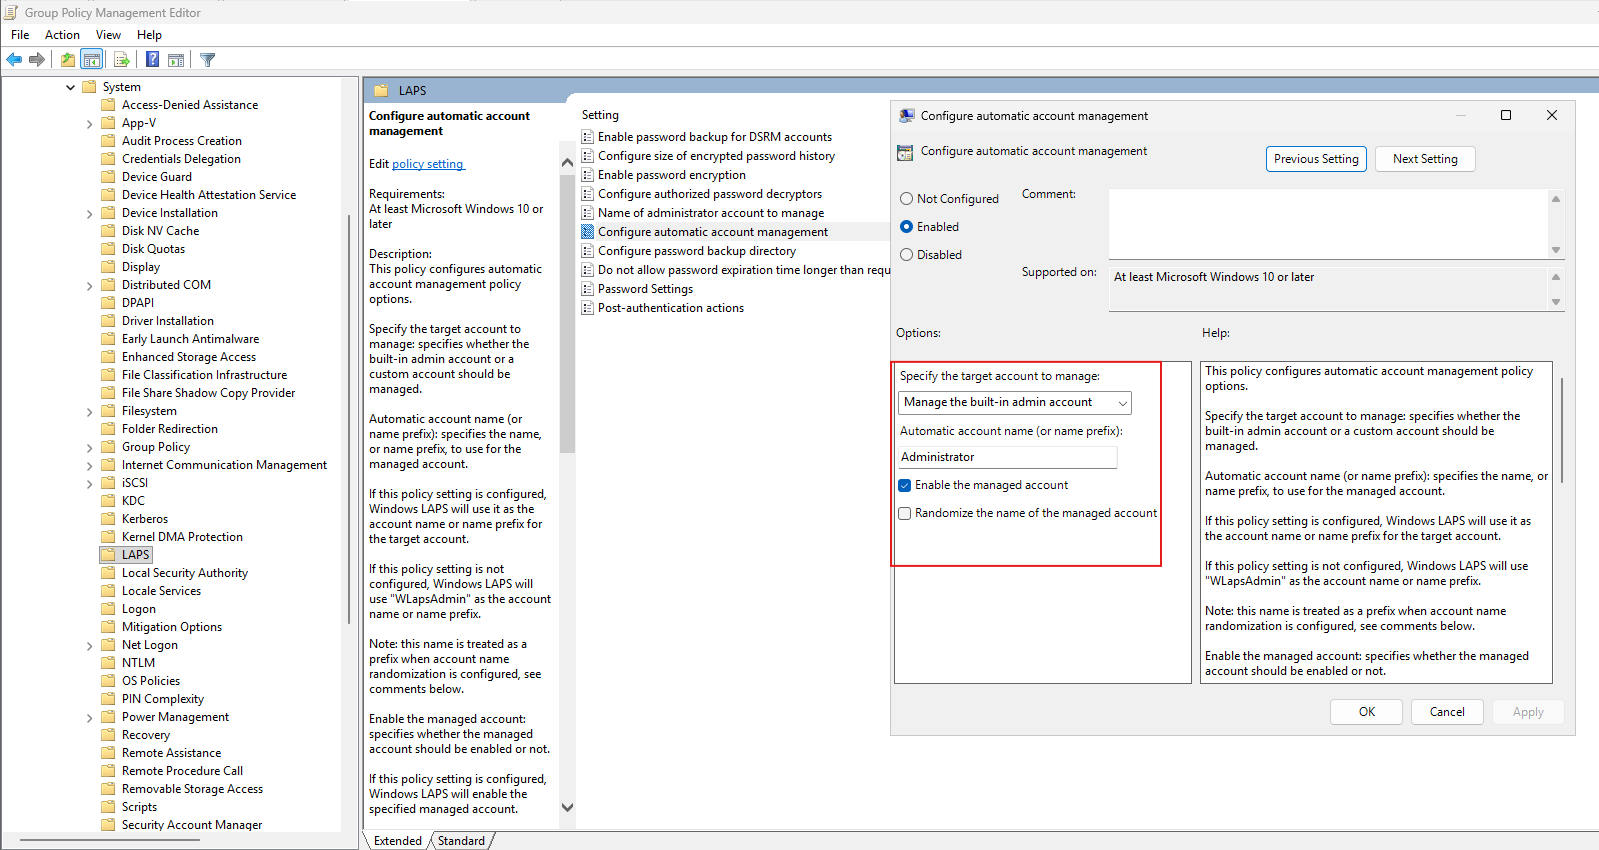 Group Policy Management Editor
File Action View Help
System
Access-Denied Assistance
App-V
Audit Process Creation
Credentials Delegation
Device Guard
Device Health Attestation Service
Device Installation
Disk NV Cache
Disk Quotas
Display
Distributed COM
DPAPI
Driver Installation
Early Launch Antimalware
Enhanced Storage Access
File Classification Infrastructure
File Share Shadow Copy Provider
Filesystem
Folder Redirection
Group Policy
Internet Communication Management
iSCSI
KDC
Kerberos
Kernel DMA Protection
LAPS
Local Security Authority
Locale Services
Logon
Mitigation Options
Net Logon
NTLM
OS Policies
PIN Complexity
Power Management
Recovery
Remote Assistance
Remote Procedure Call
Removable Storage Access
Scripts
Security Account Manager
LAPS
Configure automatic account
management
Edit policy setting
Requirements:
At least Microsoft Windows 10 or
later
Description:
This policy configures automatic
account management policy
options.
Specify the target account to
manage: specifies whether the
built-in admin account or a
custom account should be
managed.
Automatic account name (or
name prefix): specifies the name,
or name prefix, to use for the
managed account.
If this policy setting is configured,
Windows LAPS will use it as the
account name or name prefix for
the target account.
If this policy setting is not
configured, Windows LAPS will
use "WLapsAdmin" as the account
name or name prefix.
Note: this name is treated as a
prefix when account name
randomization is configured, see
comments below.
Enable the managed account:
specifies whether the managed
account should be enabled or not.
If this policy setting is configured,
Windows LAPS will enable the
specified managed account.
Extended Standard
Setting
Enable password backup for DSRM accounts
Configure size of encrypted password history
Enable password encryption
Configure authorized password decryptors
Name of administrator account to manage
Configure automatic account management
Configure password backup directory
Do not allow password expiration time longer than requ
Password Settings
Post-authentication actions
Configure automatic account management
Configure automatic account management
Previous Setting Next Setting
Not Configured
Enabled
Disabled
Comment:
Supported on:
At least Microsoft Windows 10 or later
Options:
Specify the target account to manage:
Manage the built-in admin account
Automatic account name (or name prefix):
Administrator
Enable the managed account
Randomize the name of the managed account
Help:
This policy configures automatic account management policy
options.
Specify the target account to manage: specifies whether the
built-in admin account or a custom account should be
managed.
Automatic account name (or name prefix): specifies the name, or
name prefix, to use for the managed account.
If this policy setting is configured, Windows LAPS will use it as
the account name or name prefix for the target account.
If this policy setting is not configured, Windows LAPS will use
"WLapsAdmin" as the account name or name prefix.
Note: this name is treated as a prefix when account name
randomization is configured, see comments below.
Enable the managed account: specifies whether the managed
account should be enabled or not.
OK Cancel Apply